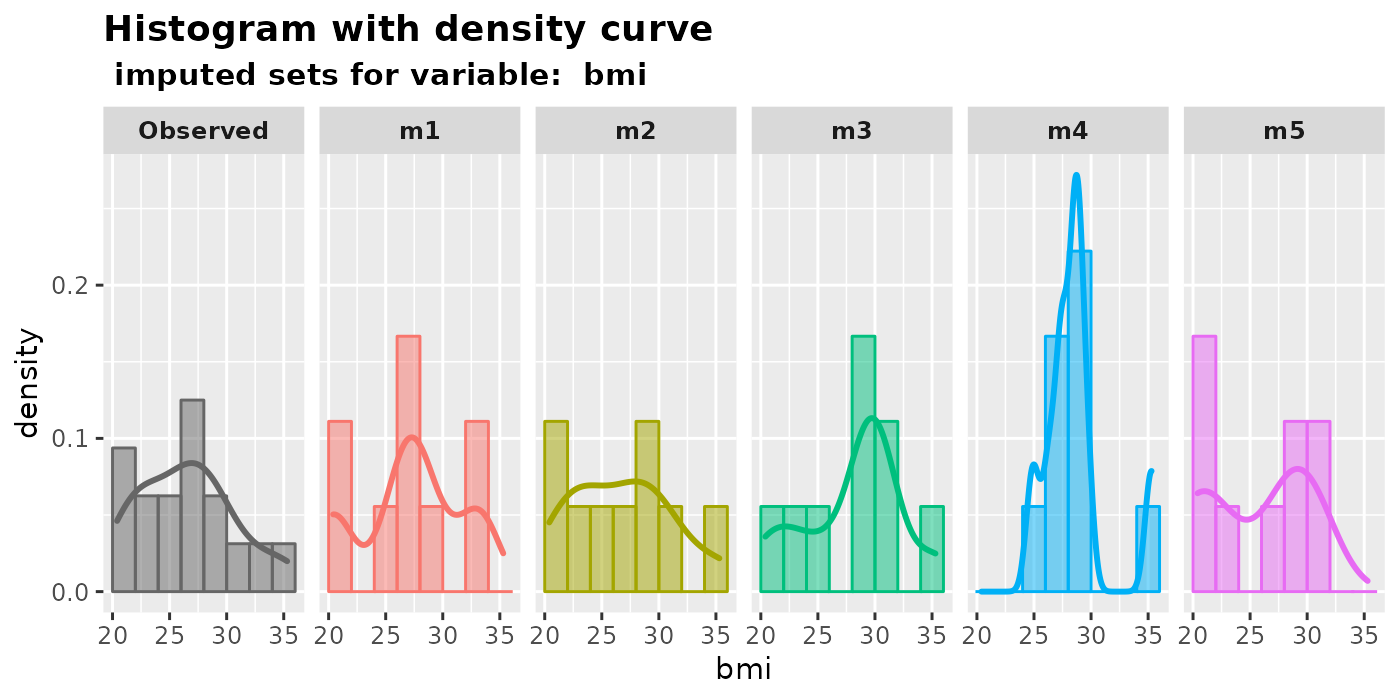 Histogram with density curve
imputed sets for variable:  bmi
Observed m1 m2 m3 m4 m5
density
0.2
0.1
0.0
20 25 30 35 20 25 30 35 20 25 30 35 20 25 30 35 20 25 30 35 20 25 30 35
bmi